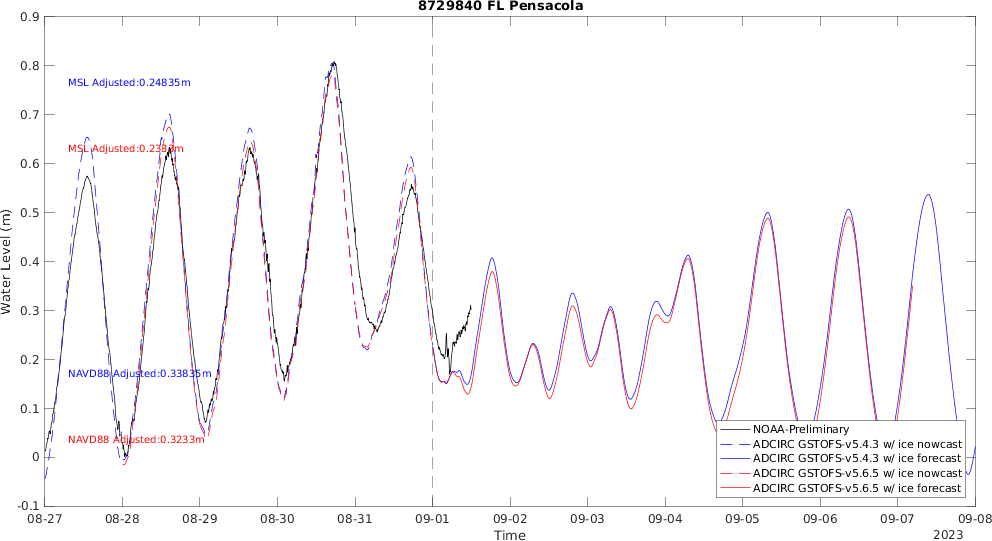 8729840 FL Pensacola
Water Level (m)
0.9
0.8
0.7
0.6
0.5
0.4
0.3
0.2
0.1
0
-0.1
MSL Adjusted:0.24835m
MSL
NAVD88 Adjusted:0.33835m
NAVD88 Adjusted:0.3233m
NOAA-Preliminary
ADCIRC GSTOFS-v5.4.3 w/ ice nowcast
ADCIRC GSTOFS-v5.4.3 w/ ice forecast
ADCIRC GSTOFS-v5.6.5 w/ ice nowcast
ADCIRC GSTOFS-v5.6.5 w/ ice forecast
08-27 08-28 08-29 08-30 08-31 09-01 09-02 09-03 09-04 09-05 09-06 09-07 09-08
Time
2023